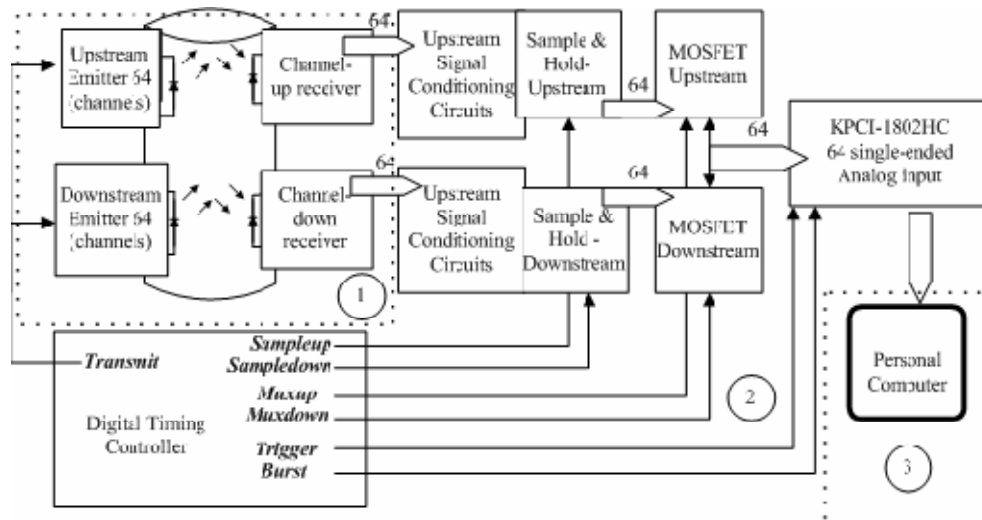 Upstream
Emitter 64
(channels)
Channel-
up receiver
64
Upstream
Signal
Conditioning
Circuits
Sample &
Hold-
Upstream
64
MOSFET
Upstream
64
KPCI-1802HC
64 single-ended
Analog input
Downstream
Emitter 64
(channels)
Channel-
down
receiver
64
Upstream
Signal
Conditioning
Circuits
Sample &
Hold -
Downstream
64
MOSFET
Downstream
1
Transmit
Digital Timing
Controller
Sampleup
Sampledown
Muxup
Muxdown
Trigger
Burst
2
Personal
Computer
3